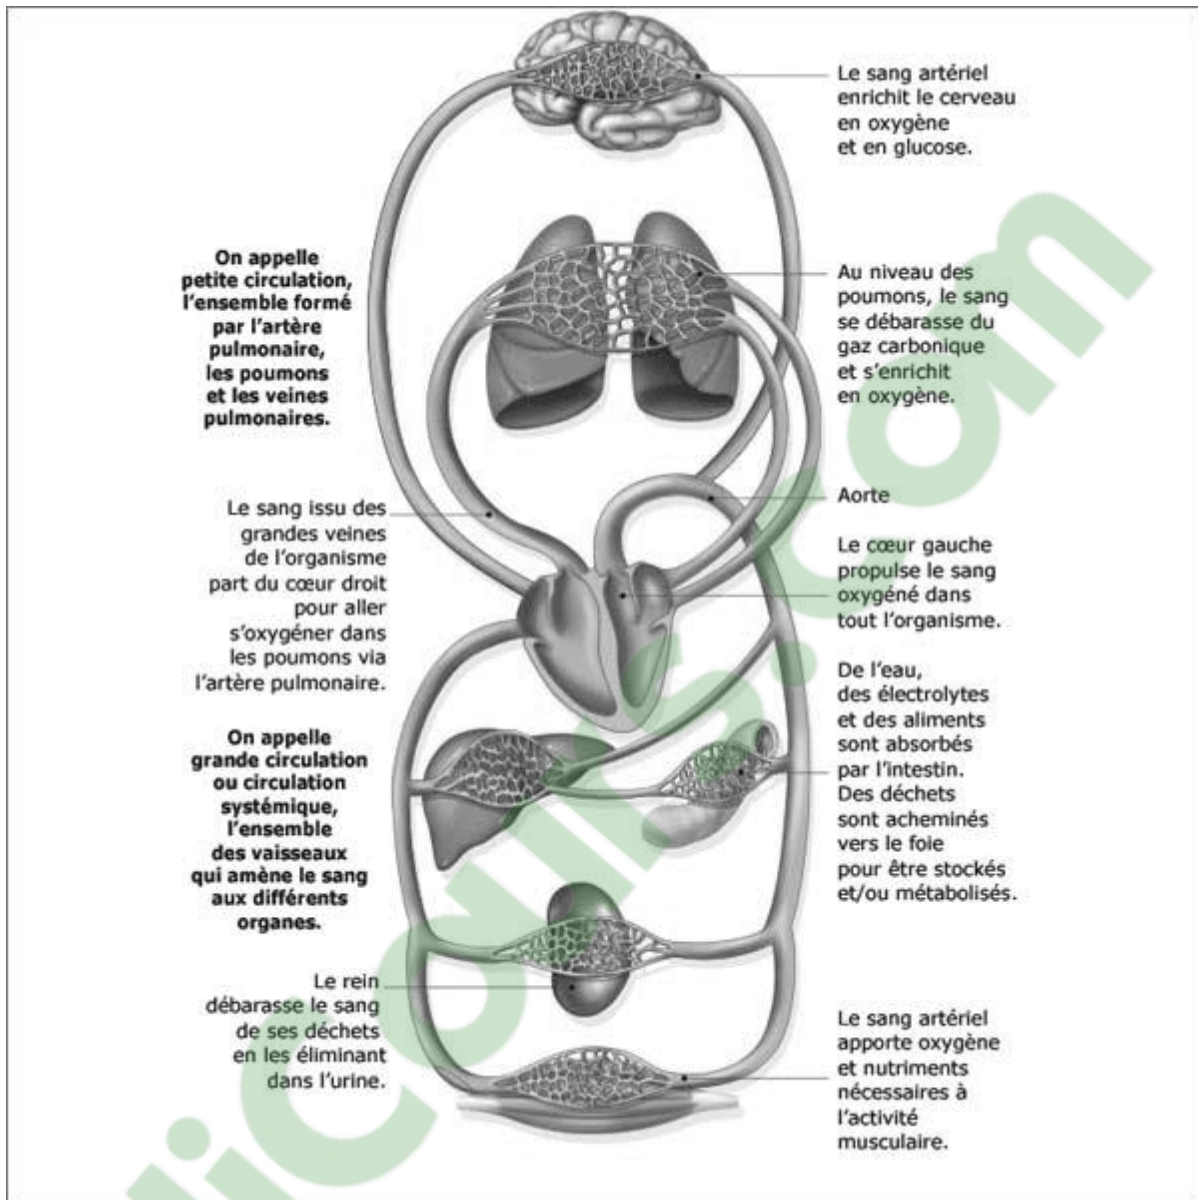 Le sang artériel
enrichit le cerveau
en oxygène
et en glucose.
On appelle
petite circulation,
l'ensemble formé
par l'artère
pulmonaire,
les poumons
et les veines
pulmonaires.
Au niveau des
poumons, le sang
se débarasse du
gaz carbonique
et s'enrichit
en oxygène.
Le sang issu des
grandes veines
de l'organisme
part du cœur droit
pour aller
s'oxygéner dans
les poumons via
l'artère pulmonaire.
Aorte
Le cœur gauche
propulse le sang
oxygéné dans
tout l'organisme.
On appelle
grande circulation
ou circulation
systémique,
l'ensemble
des vaisseaux
qui amène le sang
aux différents
organes.
De l'eau,
des électrolytes
et des aliments
sont absorbés
par l'intestin.
Des déchets
sont acheminés
vers le foie
pour être stockés
et/ou métabolisés.
Le rein
débarasse le sang
de ses déchets
en les éliminant
dans l'urine.
Le sang artériel
apporte oxygène
et nutriments
nécessaires à
l'activité
musculaire.
dicours.com